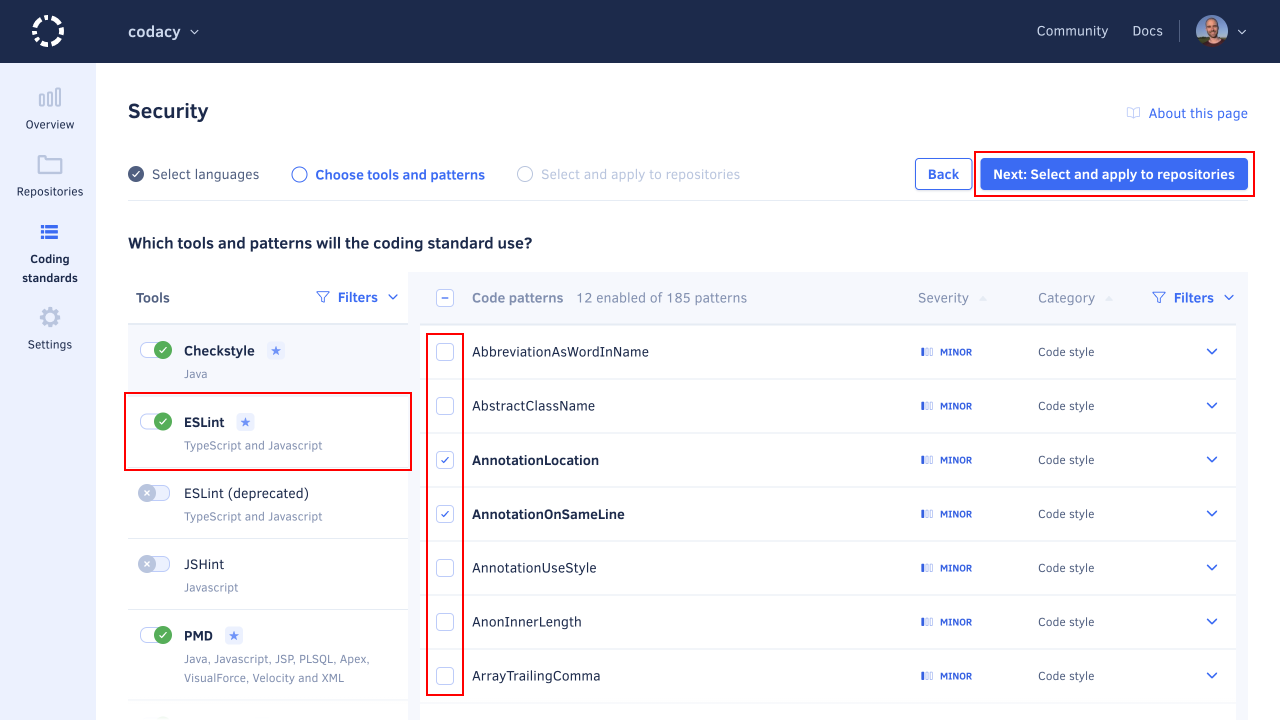 codacy
Community Docs
Overview
Repositories
Coding
standards
Settings
Security
About this page
Select languages
Choose tools and patterns
Select and apply to repositories
Back
Next: Select and apply to repositories
Which tools and patterns will the coding standard use?
Tools
Filters
Checkstyle
Java
ESLint
TypeScript and Javascript
ESLint (deprecated)
TypeScript and Javascript
JSHint
Javascript
PMD
Java, Javascript, JSP, PLSQL, Apex,
VisualForce, Velocity and XML
Code patterns 12 enabled of 185 patterns Severity Category Filters
AbbreviationAsWordInName MINOR Code style
AbstractClassName MINOR Code style
AnnotationLocation MINOR Code style
AnnotationOnSameLine MINOR Code style
AnnotationUseStyle MINOR Code style
AnonInnerLength MINOR Code style
ArrayTrailingComma MINOR Code style